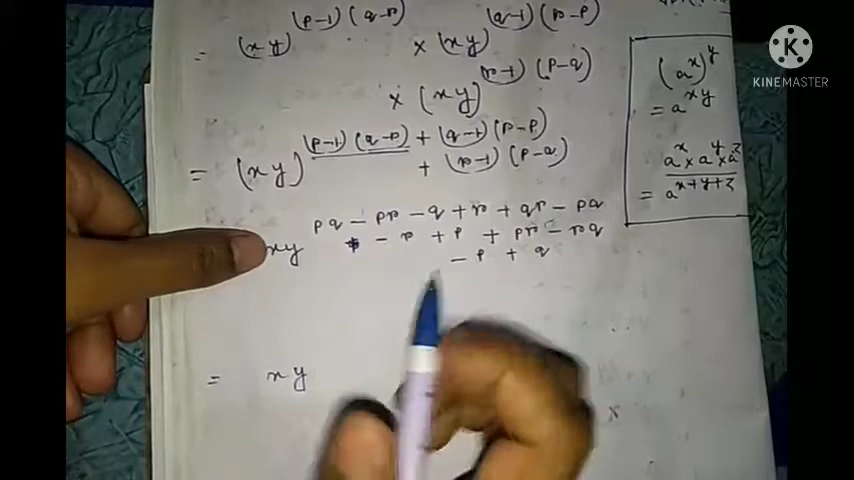 = (xy)^(p-1)(q-r) × (xy)^(q-1)(r-p)
× (xy)^(r-1)(p-q)
= (xy)^(p-1)(q-r) + (q-1)(r-p)
+ (r-1)(p-q)
xy^pq - pr - q + r + qr - pq
- r + p + pr - rq
- p + q
= xy
(a^x)^y
= a^xy
a^x × a^y × a^z
= a^x+y+z
K
KINEMASTER